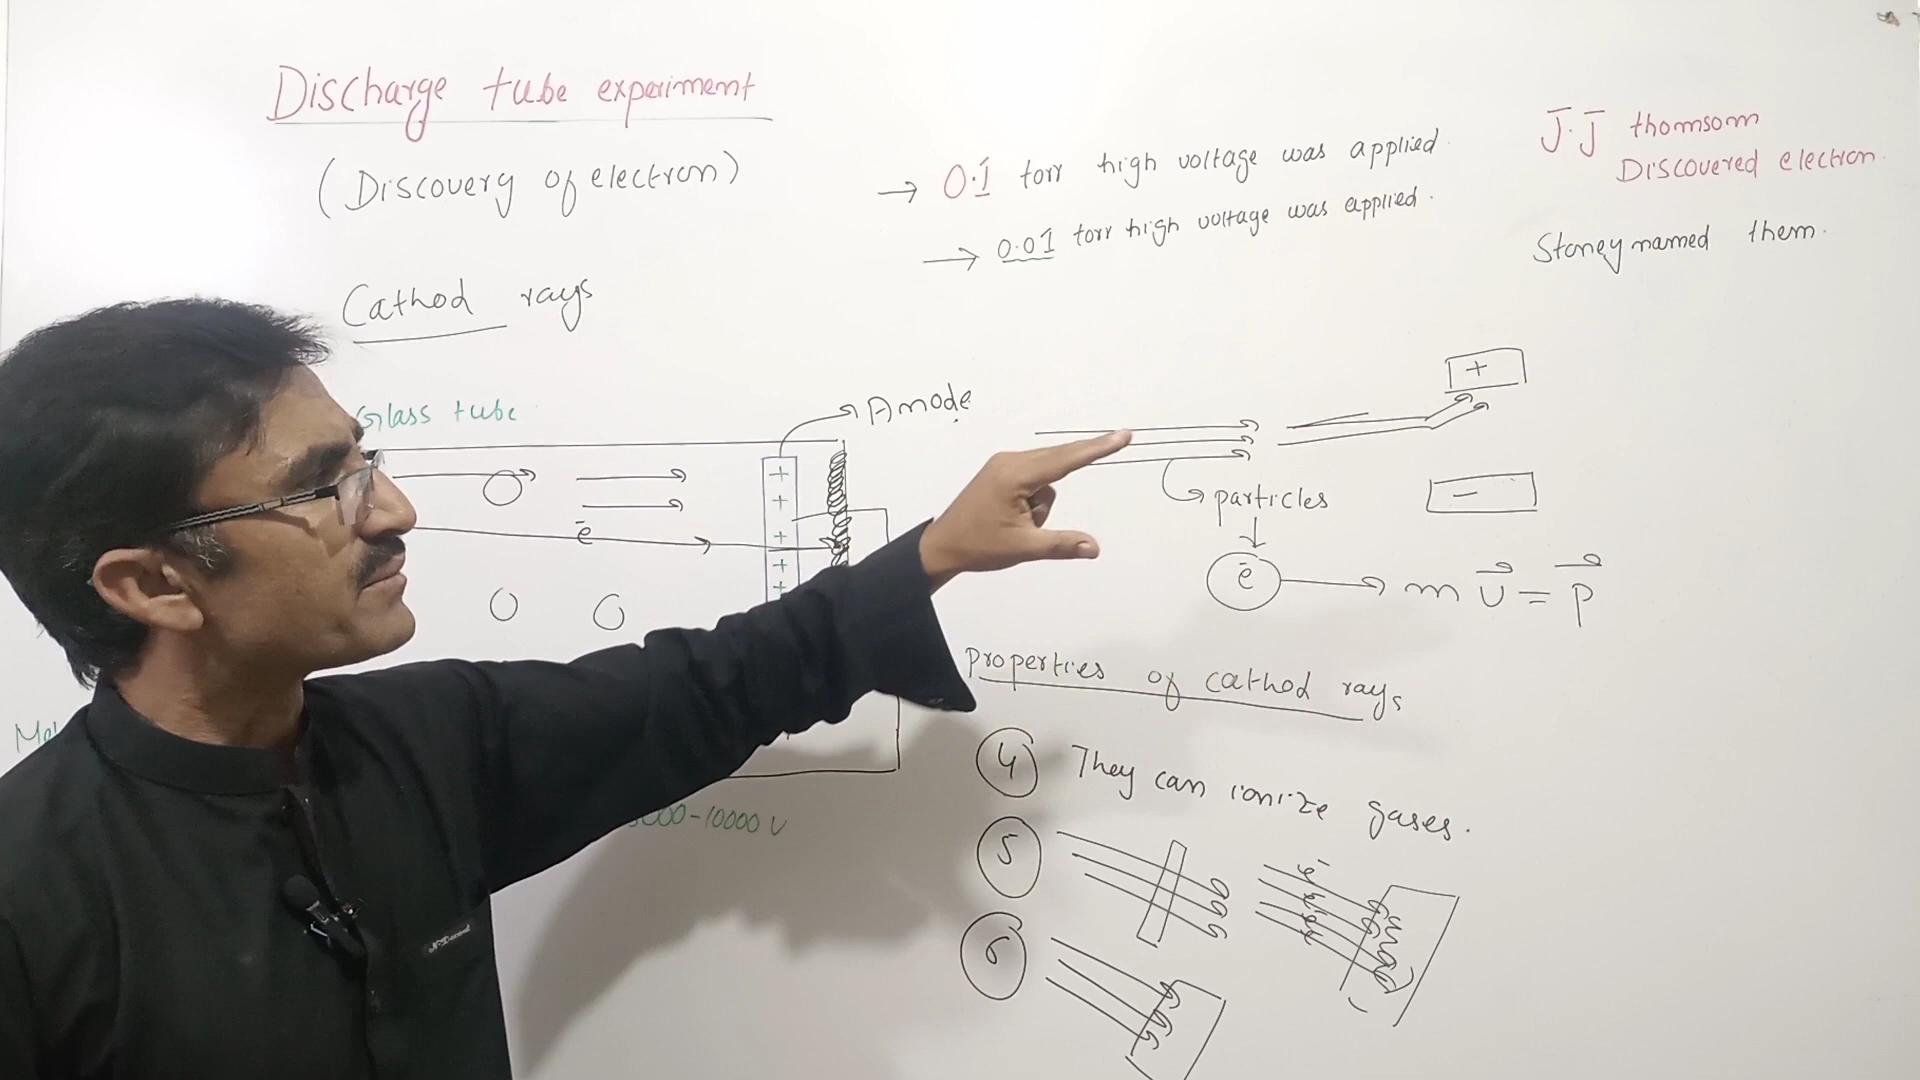 Discharge tube experiment
(Discovery of electron)
→ 0.1 torr high voltage was applied.
→ 0.01 torr high voltage was applied.
J.J thomsom
Discovered electron.
Stoney named them.
Cathod rays
Glass tube
Anode
+
+
+
+
+
ē
+
-
particles
ē
m v = p
Properties of cathod rays
4 They can ionize gases.
5
ē
6
-10000 V